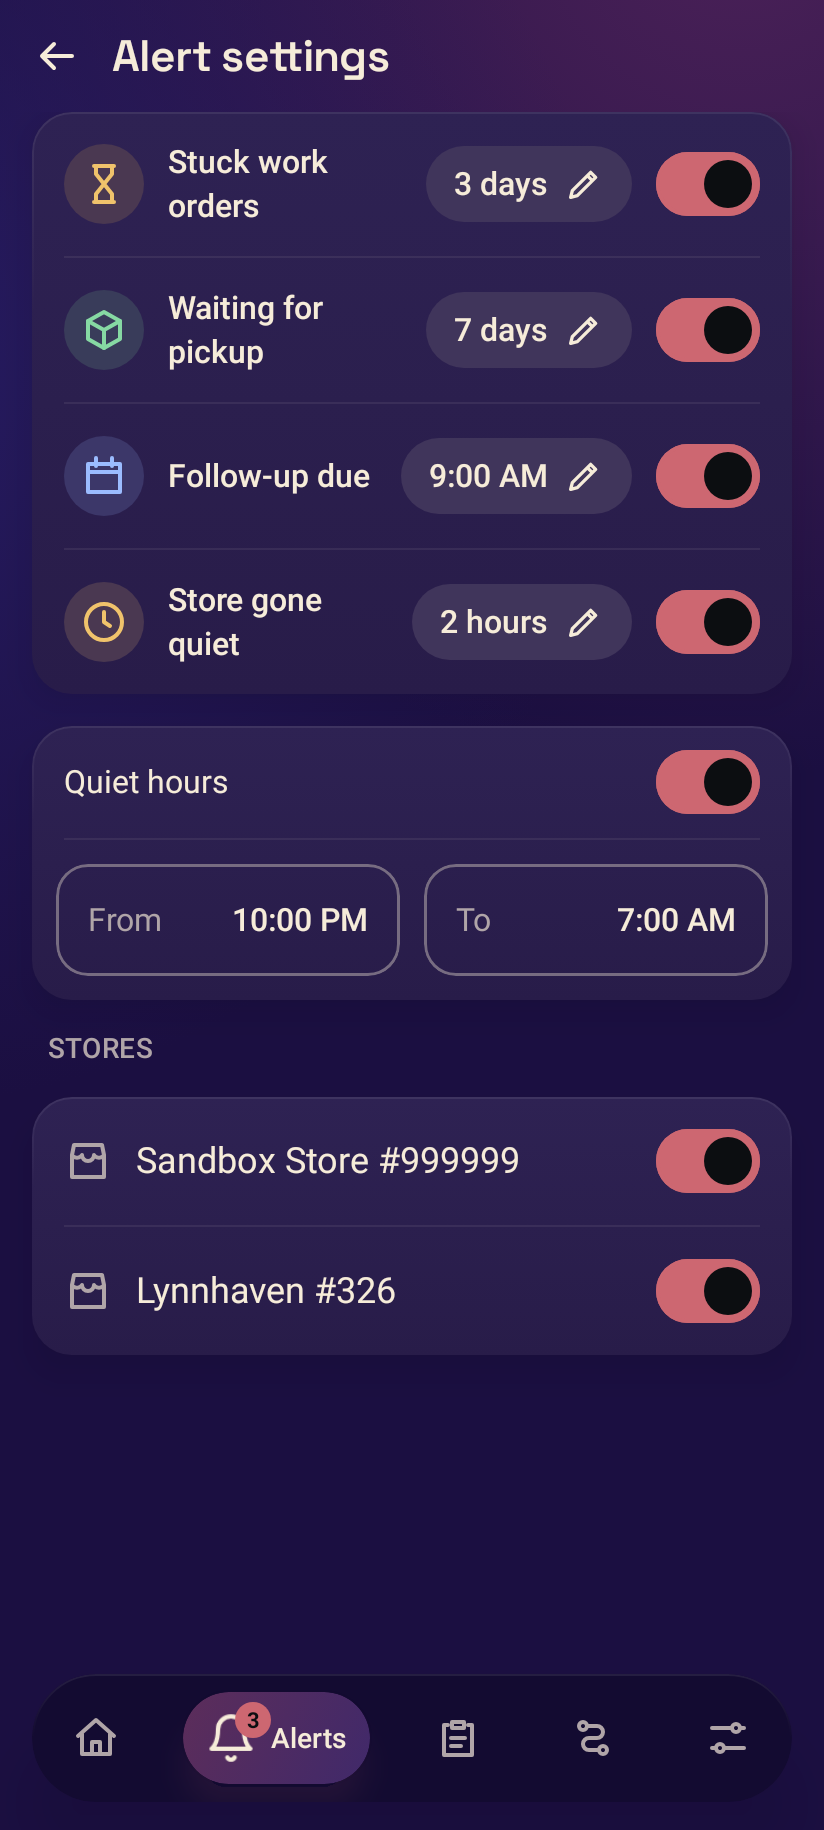 Alert settings
Stuck work
orders
3 days
Waiting for
pickup
7 days
Follow-up due
9:00 AM
Store gone
quiet
2 hours
Quiet hours
From
10:00 PM
To
7:00 AM
STORES
Sandbox Store #999999
Lynnhaven #326
3
Alerts